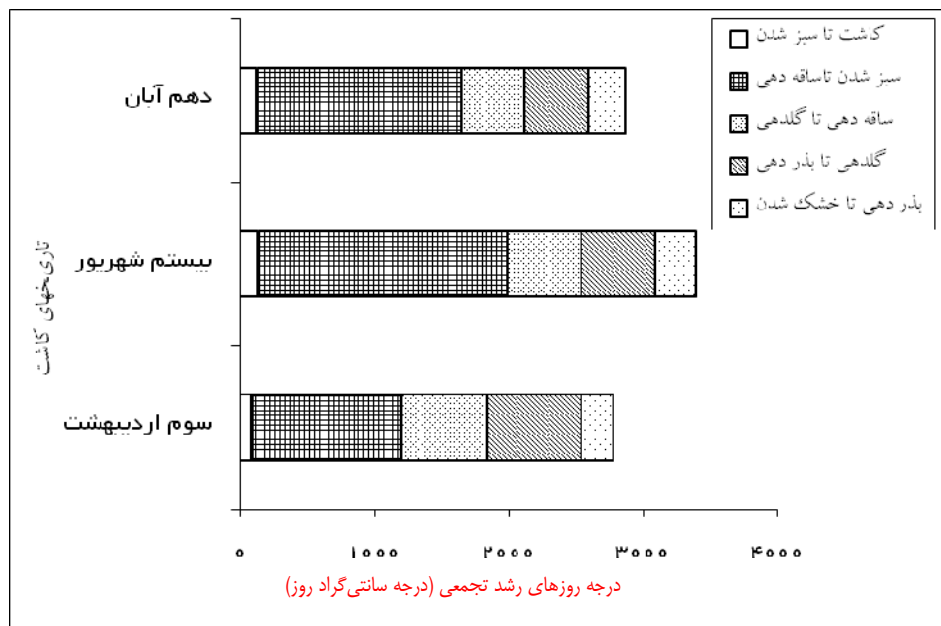 کاشت تا سبز شدن
سبز شدن تاساقه دهی
ساقه دهی تا گلدهی
گلدهی تا بذر دهی
بذر دهی تا خشک شدن
دهم آبان
بیستم شهریور
سوم اردیبهشت
تاریخهای کاشت
۰ ۱۰۰۰ ۲۰۰۰ ۳۰۰۰ ۴۰۰۰
درجه روزهای رشد تجمعی (درجه سانتی‌گراد روز)